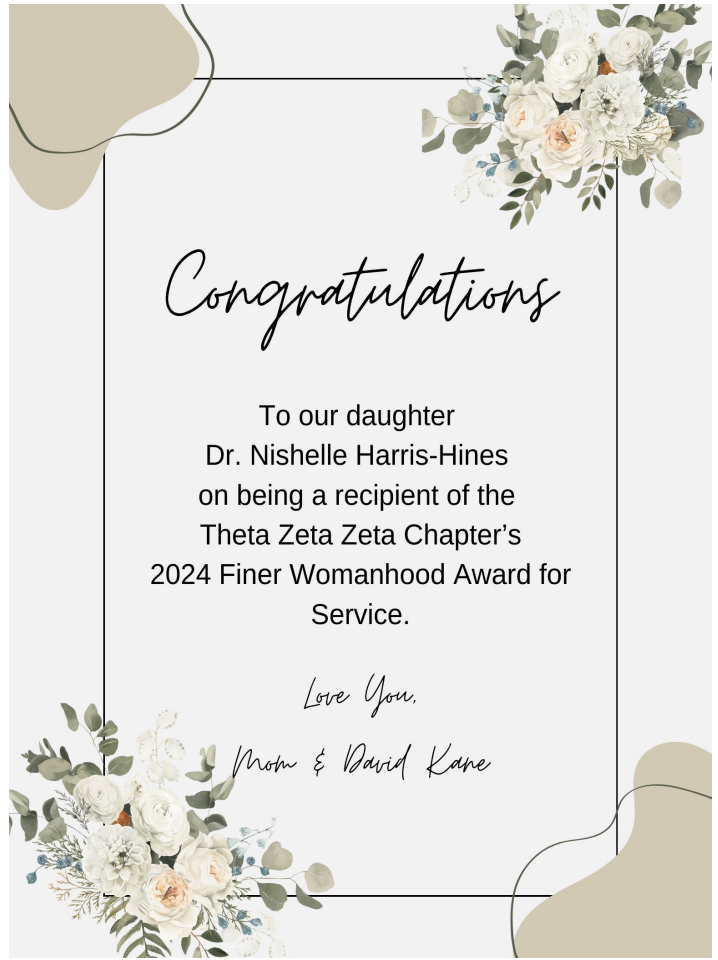 Congratulations
To our daughter
Dr. Nishelle Harris-Hines
on being a recipient of the
Theta Zeta Zeta Chapter’s
2024 Finer Womanhood Award for
Service.
Love You,
Mom & David Kane